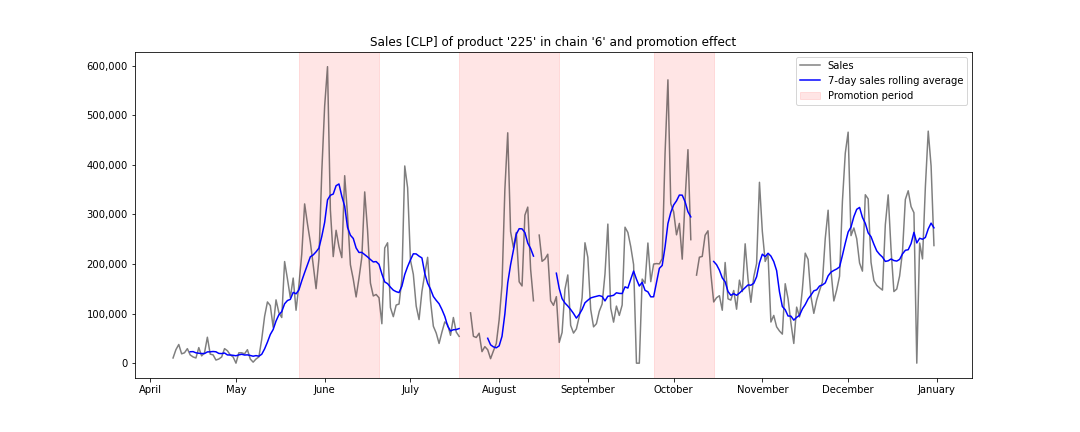 Sales [CLP] of product '225' in chain '6' and promotion effect
Sales
7-day sales rolling average
Promotion period
600,000
500,000
400,000
300,000
200,000
100,000
0
April May June July August September October November December January